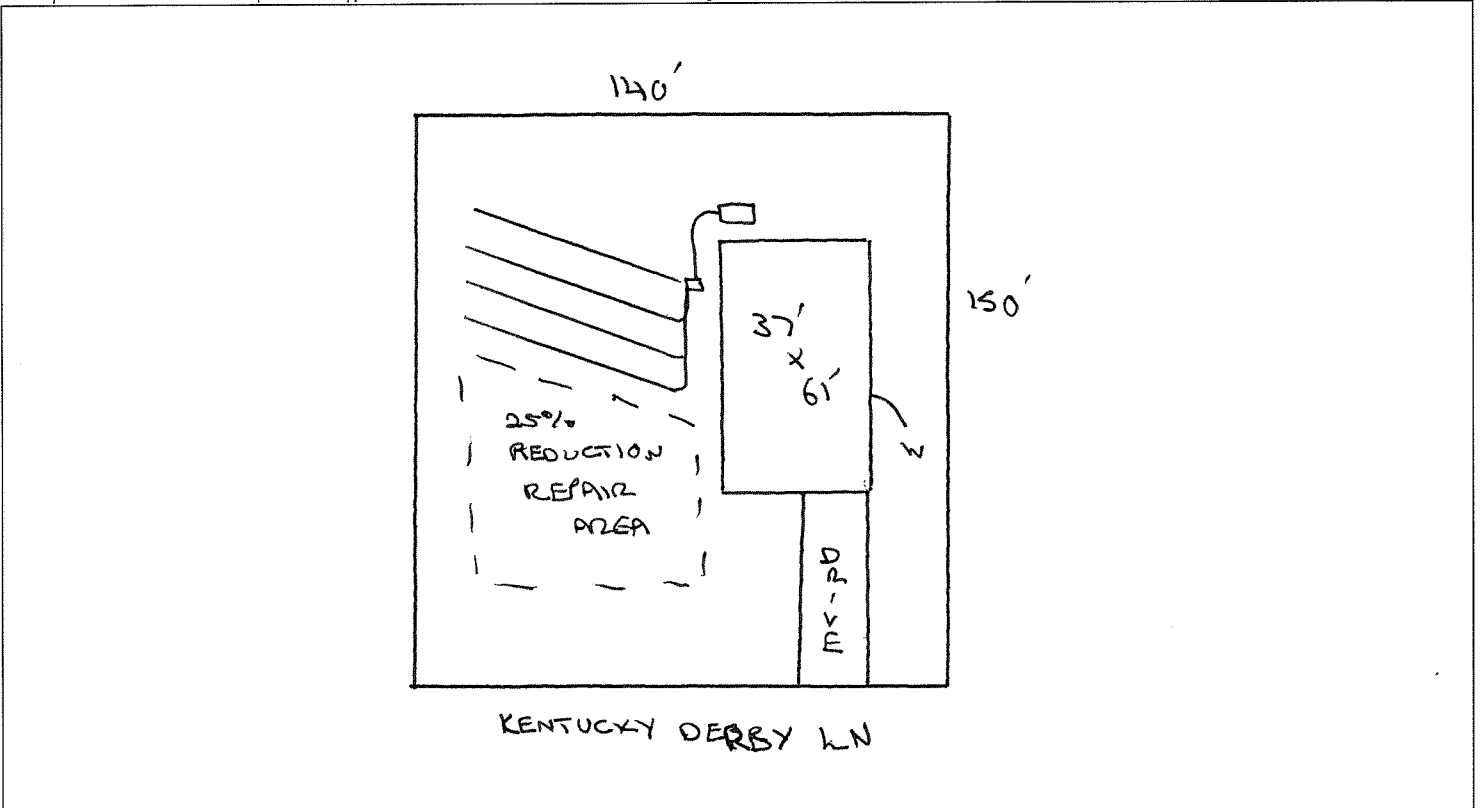 140'
150'
37'
x
61'
W
25%
REDUCTION
REPAIR
AREA
DRIVE
KENTUCKY DERBY LN